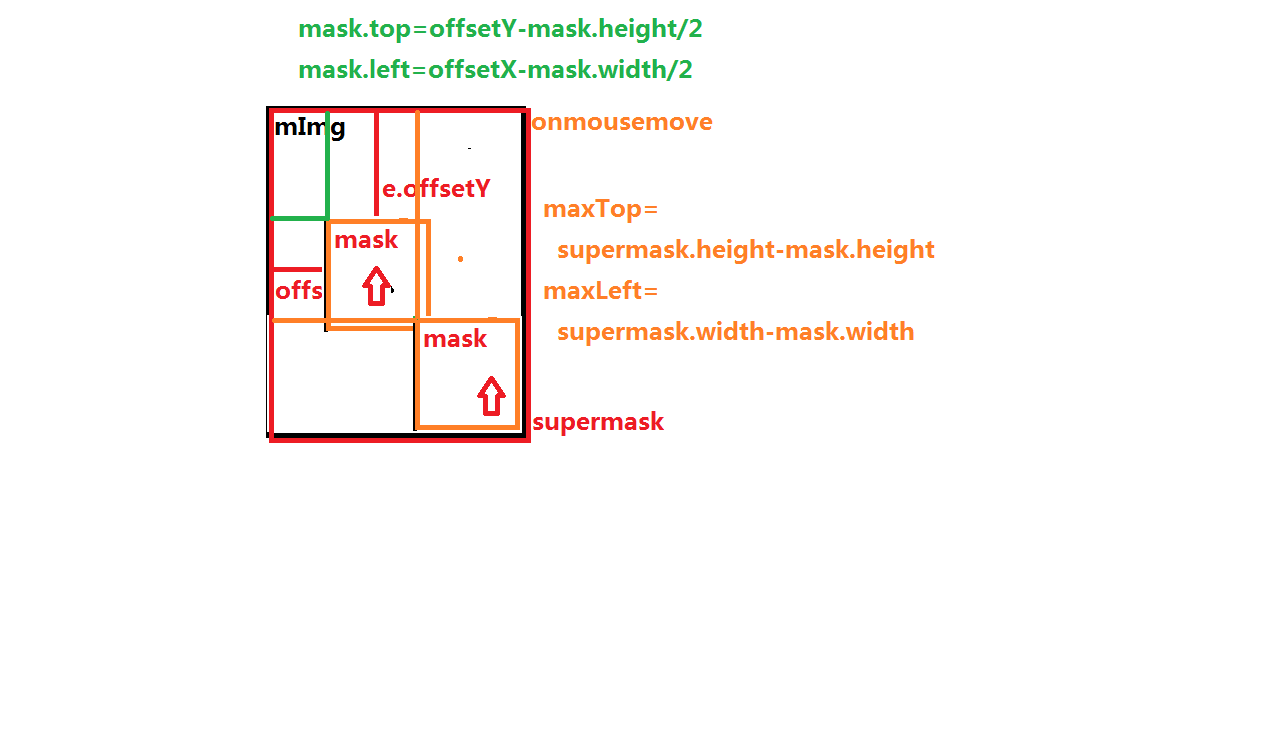 mask.top=offsetY-mask.height/2
mask.left=offsetX-mask.width/2
mImg
onmousemove
e.offsetY
maxTop=
mask
supermask.height-mask.height
offs
maxLeft=
supermask.width-mask.width
mask
supermask